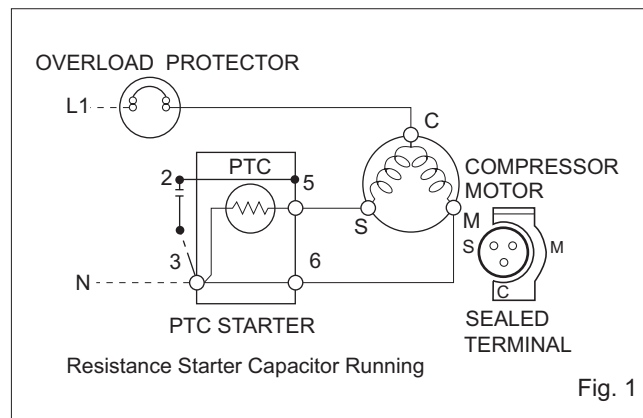 OVERLOAD PROTECTOR
L1
C
PTC
2
5
COMPRESSOR
MOTOR
S
M
S
M
3
6
N
C
PTC STARTER
SEALED
TERMINAL
Resistance Starter Capacitor Running
Fig. 1